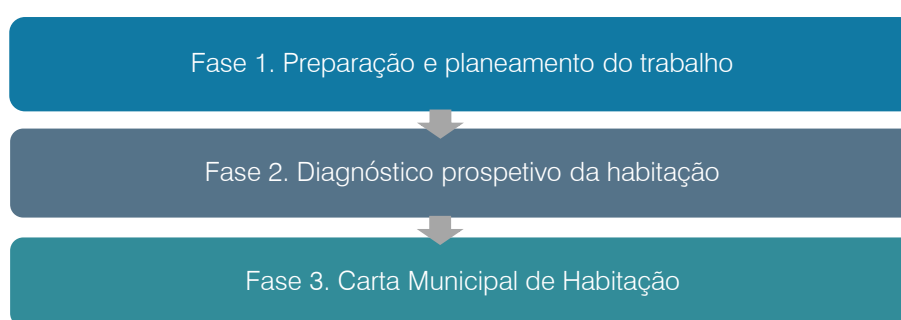 Fase 1. Preparação e planeamento do trabalho
Fase 2. Diagnóstico prospetivo da habitação
Fase 3. Carta Municipal de Habitação